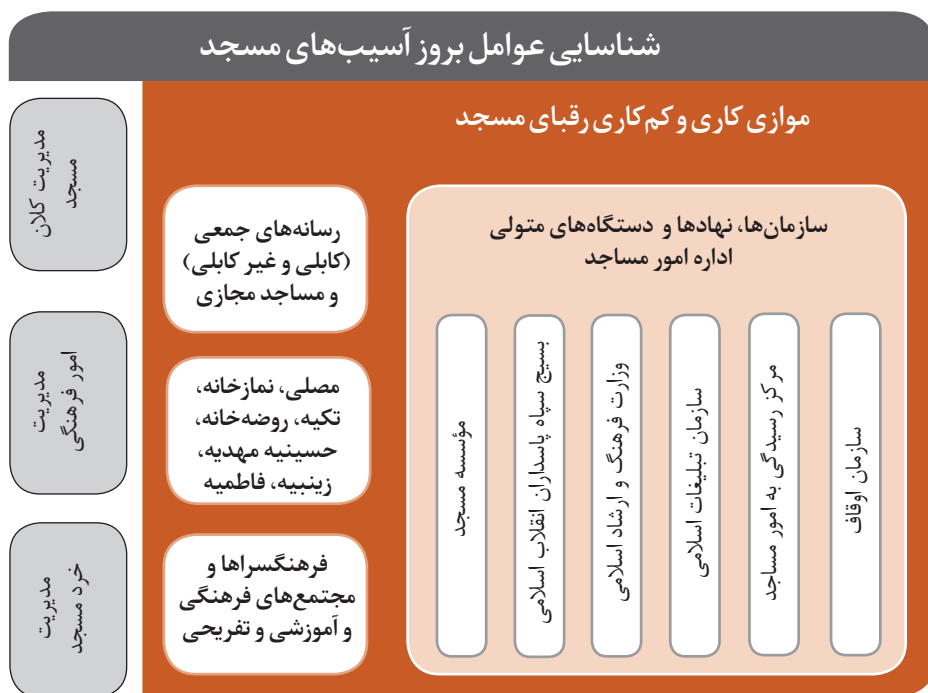 شناسایی عوامل بروز آسیب‌های مسجد
موازی کاری و کم‌کاری رقبای مسجد
سازمان‌ها، نهادها و دستگاه‌های متولی
اداره امور مساجد
سازمان اوقاف
مرکز رسیدگی به امور مساجد
سازمان تبلیغات اسلامی
وزارت فرهنگ و ارشاد اسلامی
بسیج سپاه پاسداران انقلاب اسلامی
مؤسسه مسجد
رسانه‌های جمعی
(کابلی و غیر کابلی)
و مساجد مجازی
مصلی، نمازخانه،
تکیه، روضه‌خانه،
حسینیه مهدیه،
زینبیه، فاطمیه
فرهنگسراها و
مجتمع‌های فرهنگی
و آموزشی و تفریحی
مدیریت کلان
مسجد
مدیریت
امور فرهنگی
مدیریت
خرد مسجد